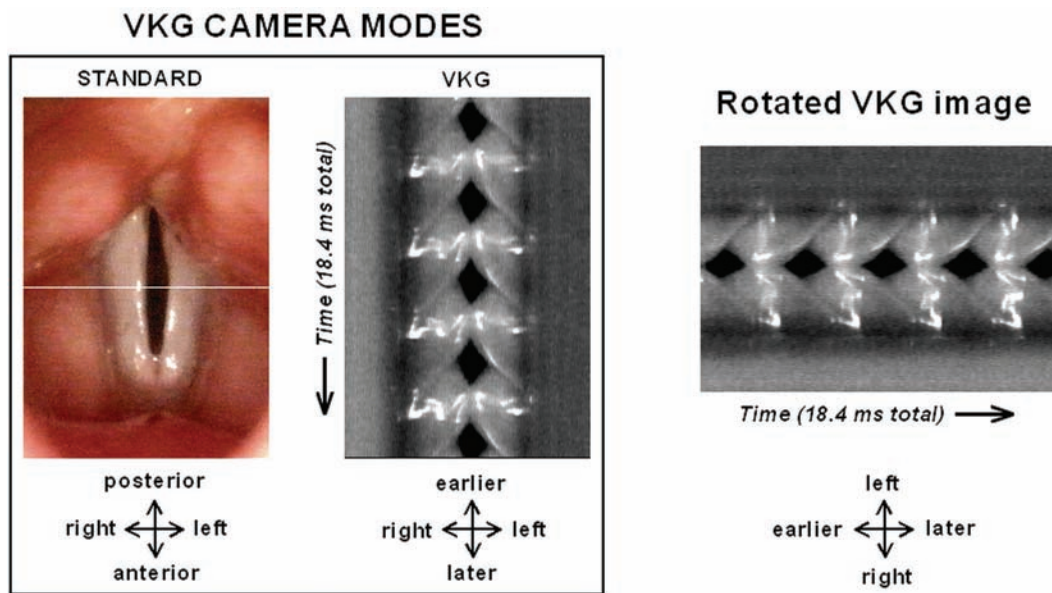 VKG CAMERA MODES
STANDARD
VKG
Time (18.4 ms total)
posterior
right left
anterior
earlier
right left
later
Rotated VKG image
Time (18.4 ms total)
left
earlier later
right